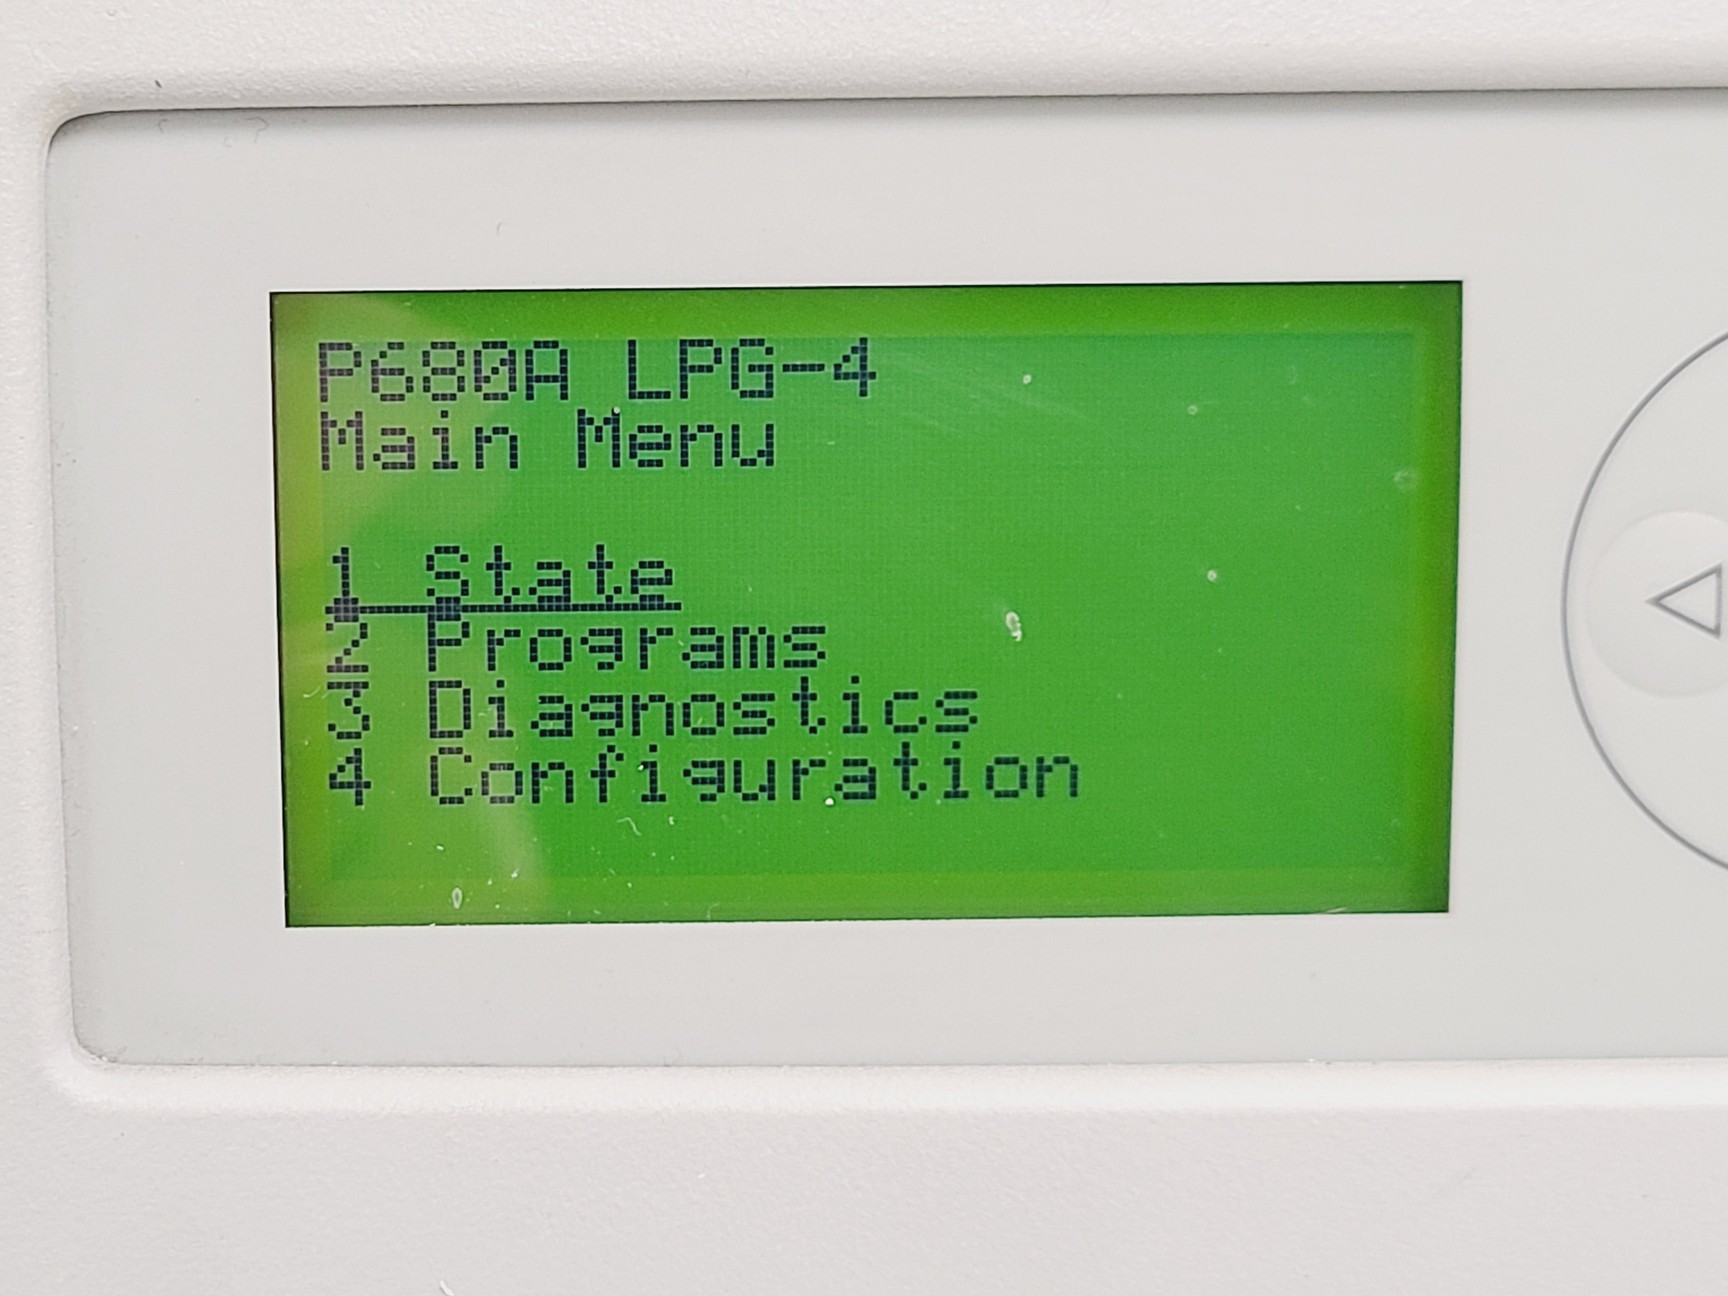 P680A LPG-4
Main Menu
1 State
2 Programs
3 Diagnostics
4 Configuration